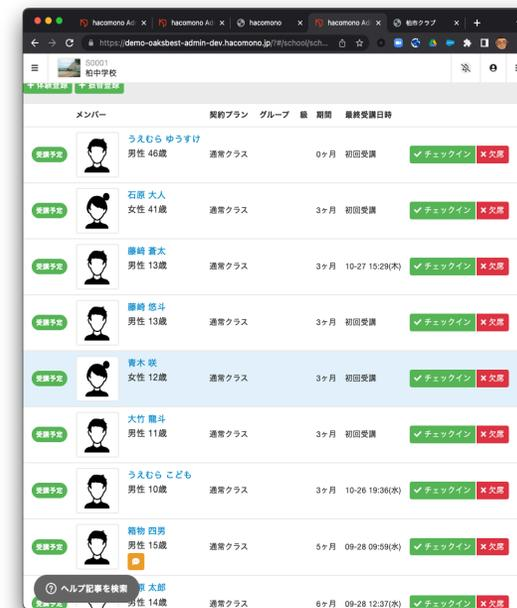 hacomono Ad
hacomono Ad
hacomono
hacomono Ad
柏市クラブ
https://demo-oaksbest-admin-dev.hacomono.jp/?#/school/sch...
S0001
柏中学校
+ 体験登録 + 振替登録
メンバー 契約プラン グループ 級 期間 最終受講日時
うえむら ゆうすけ
受講予定 男性 46歳 通常クラス 0ヶ月 初回受講 チェックイン 欠席
石原 大人
受講予定 女性 41歳 通常クラス 3ヶ月 初回受講 チェックイン 欠席
藤崎 蒼太
受講予定 男性 13歳 通常クラス 3ヶ月 10-27 15:29(木) チェックイン 欠席
藤崎 悠斗
受講予定 男性 13歳 通常クラス 3ヶ月 初回受講 チェックイン 欠席
青木 咲
受講予定 女性 12歳 通常クラス 3ヶ月 初回受講 チェックイン 欠席
大竹 龍斗
受講予定 男性 11歳 通常クラス 3ヶ月 初回受講 チェックイン 欠席
うえむら こども
受講予定 男性 10歳 通常クラス 3ヶ月 10-26 19:36(水) チェックイン 欠席
箱物 四男
受講予定 男性 15歳 通常クラス 5ヶ月 09-28 09:59(水) チェックイン 欠席
ヘルプ記事を検索
原 太郎
男性 14歳 通常クラス 6ヶ月 09-28 12:37(水) チェックイン 欠席